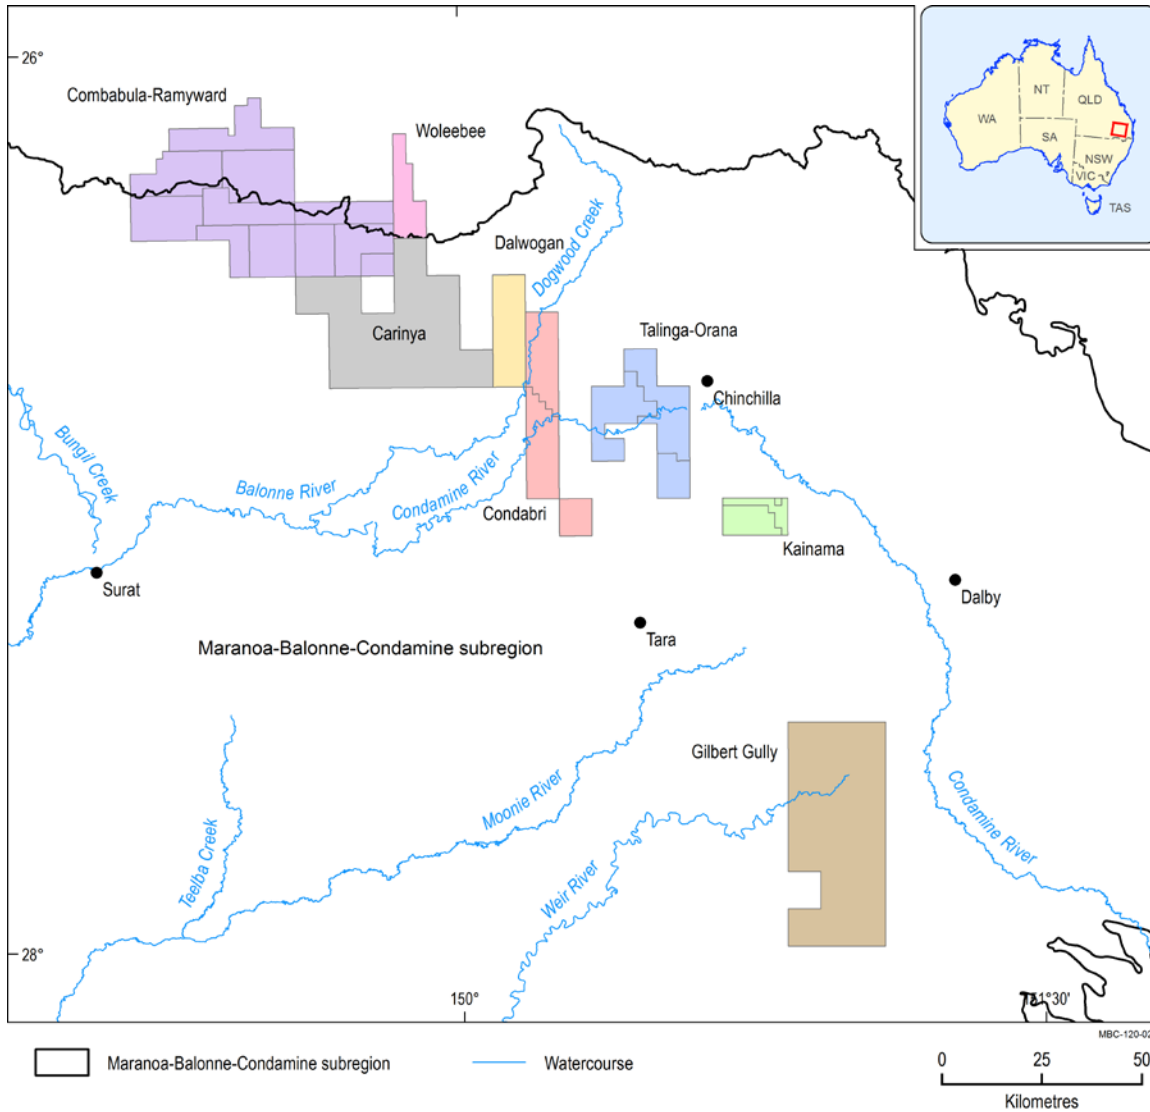 26°
Combabula-Ramyward
Woleebee
NT
QLD
WA
SA
NSW
VIC
TAS
Dalwogan
Dogwood Creek
Carinya
Talinga-Orana
Chinchilla
Bungil Creek
Balonne River
Condamine River
Condabri
Kainama
Surat
Dalby
Tara
Maranoa-Balonne-Condamine subregion
Gilbert Gully
Moonie River
Condamine River
Teelba Creek
Weir River
28°
150°
151°30'
MBC-120-02
Maranoa-Balonne-Condamine subregion
Watercourse
0 25 50
Kilometres